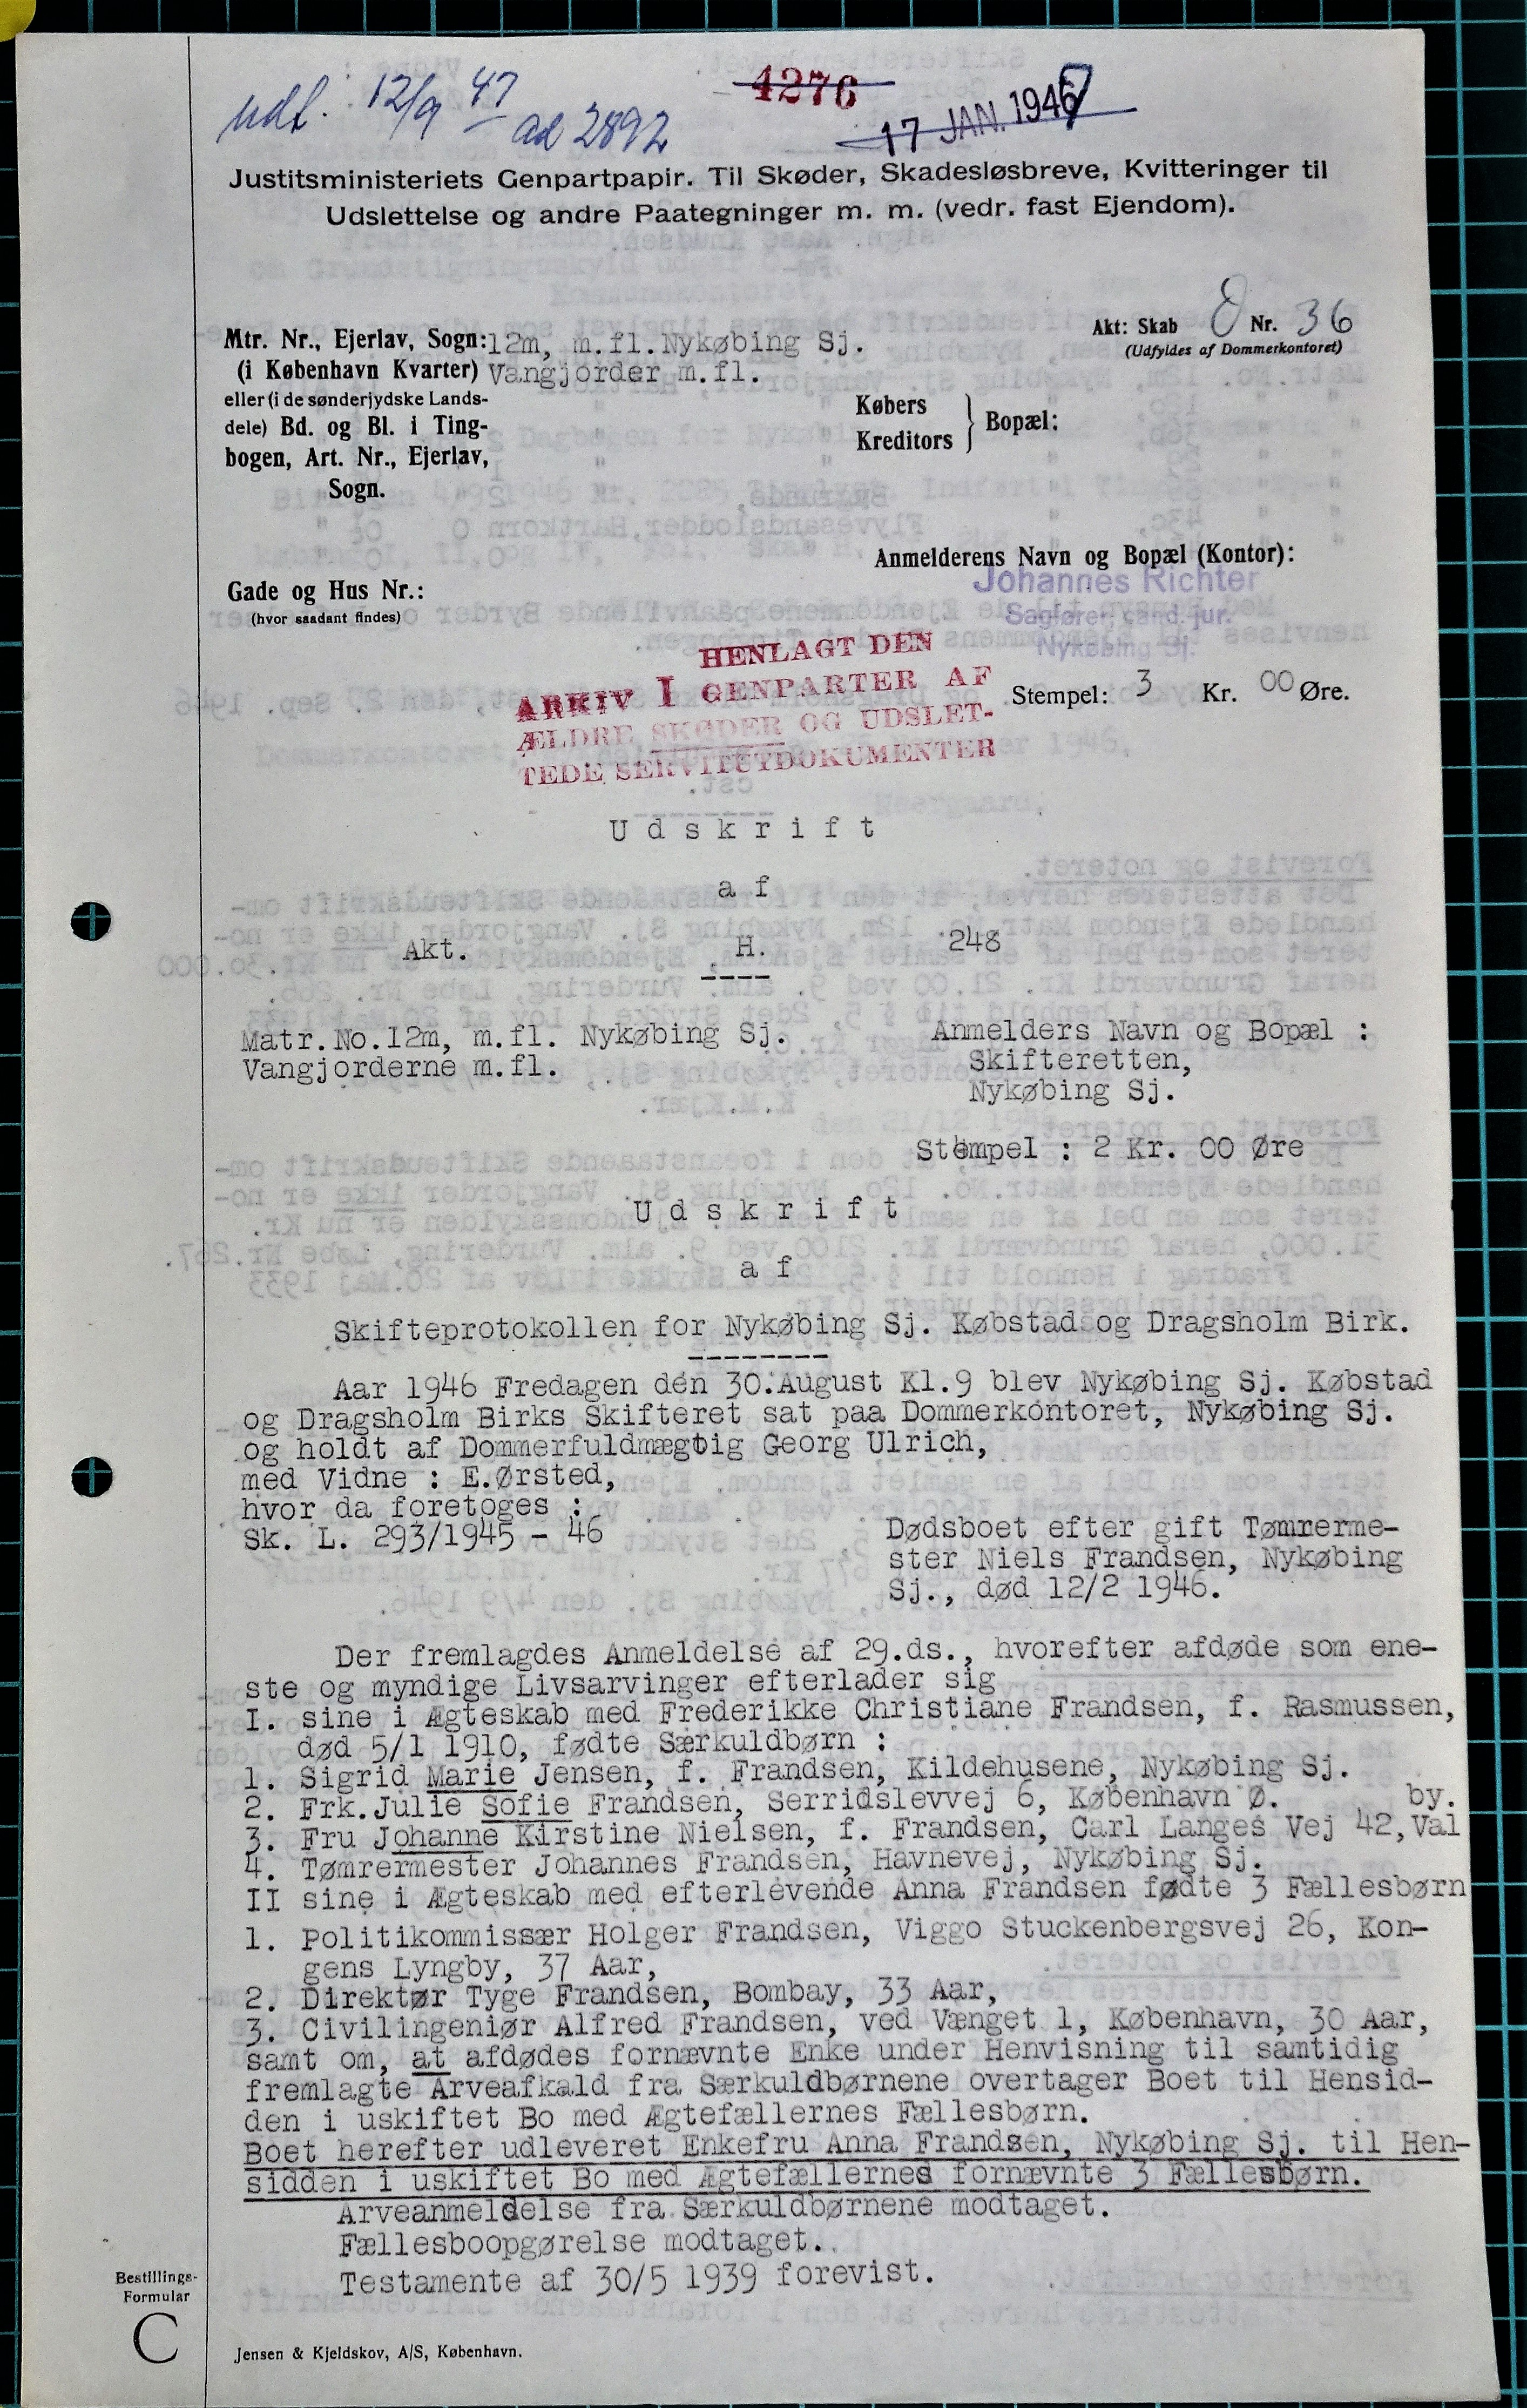 udl. 12/9 47 ad 2892
4276
17 JAN. 1947
Justitsministeriets Genpartpapir. Til Skøder, Skadesløsbreve, Kvitteringer til
Udslettelse og andre Paategninger m. m. (vedr. fast Ejendom).
Akt: Skab O Nr. 36
(Udfyldes af Dommerkontoret)
Mtr. Nr., Ejerlav, Sogn: 12m, m.fl. Nykøbing Sj.
(i København Kvarter) Vangjorder m.fl.
eller (i de sønderjydske Lands-
dele) Bd. og Bl. i Ting-
bogen, Art. Nr., Ejerlav,
Sogn.
Købers
Kreditors } Bopæl:
Anmelderens Navn og Bopæl (Kontor):
Johannes Richter
Sagfører, cand. jur.
Nykøbing Sj.
Gade og Hus Nr.:
(hvor saadant findes)
HENLAGT DEN
ARKIV I GENPARTER AF
ÆLDRE SKØDER OG UDSLET-
TEDE SERVITUTDOKUMENTER
Stempel: 3 Kr. 00 Øre.
U d s k r i f t
a f
Akt. H. 248
----
Matr.No.12m, m.fl. Nykøbing Sj.
Vangjorderne m.fl.
Anmelders Navn og Bopæl :
Skifteretten,
Nykøbing Sj.
Stempel : 2 Kr. 00 Øre
U d s k r i f t
a f
Skifteprotokollen for Nykøbing Sj. Købstad og Dragsholm Birk.
--------
Aar 1946 Fredagen den 30.August Kl.9 blev Nykøbing Sj. Købstad
og Dragsholm Birks Skifteret sat paa Dommerkontoret, Nykøbing Sj.
og holdt af Dommerfuldmægtig Georg Ulrich,
med Vidne : E.Ørsted,
hvor da foretoges :
Sk. L. 293/1945 - 46
Dødsboet efter gift Tømrerme-
ster Niels Frandsen, Nykøbing
Sj., død 12/2 1946.
Der fremlagdes Anmeldelse af 29.ds., hvorefter afdøde som ene-
ste og myndige Livsarvinger efterlader sig
I. sine i Ægteskab med Frederikke Christiane Frandsen, f. Rasmussen,
død 5/1 1910, fødte Særkuldbørn :
1. Sigrid Marie Jensen, f. Frandsen, Kildehusene, Nykøbing Sj.
2. Frk.Julie Sofie Frandsen, Serridslevvej 6, København Ø.
by.
3. Fru Johanne Kirstine Nielsen, f. Frandsen, Carl Langes Vej 42, Val
4. Tømrermester Johannes Frandsen, Havnevej, Nykøbing Sj.
II sine i Ægteskab med efterlevende Anna Frandsen fødte 3 Fællesbørn
1. Politikommissær Holger Frandsen, Viggo Stuckenbergsvej 26, Kon-
gens Lyngby, 37 Aar,
2. Direktør Tyge Frandsen, Bombay, 33 Aar,
3. Civilingeniør Alfred Frandsen, ved Vænget 1, København, 30 Aar,
samt om, at afdødes fornævnte Enke under Henvisning til samtidig
fremlagte Arveafkald fra Særkuldbørnene overtager Boet til Hensid-
den i uskiftet Bo med Ægtefællernes Fællesbørn.
Boet herefter udleveret Enkefru Anna Frandsen, Nykøbing Sj. til Hen-
sidden i uskiftet Bo med Ægtefællernes fornævnte 3 Fællesbørn.
Arveanmeldelse fra Særkuldbørnene modtaget.
Fællesboopgørelse modtaget.
Testamente af 30/5 1939 forevist.
Bestillings-
Formular
C
Jensen & Kjeldskov, A/S, København.